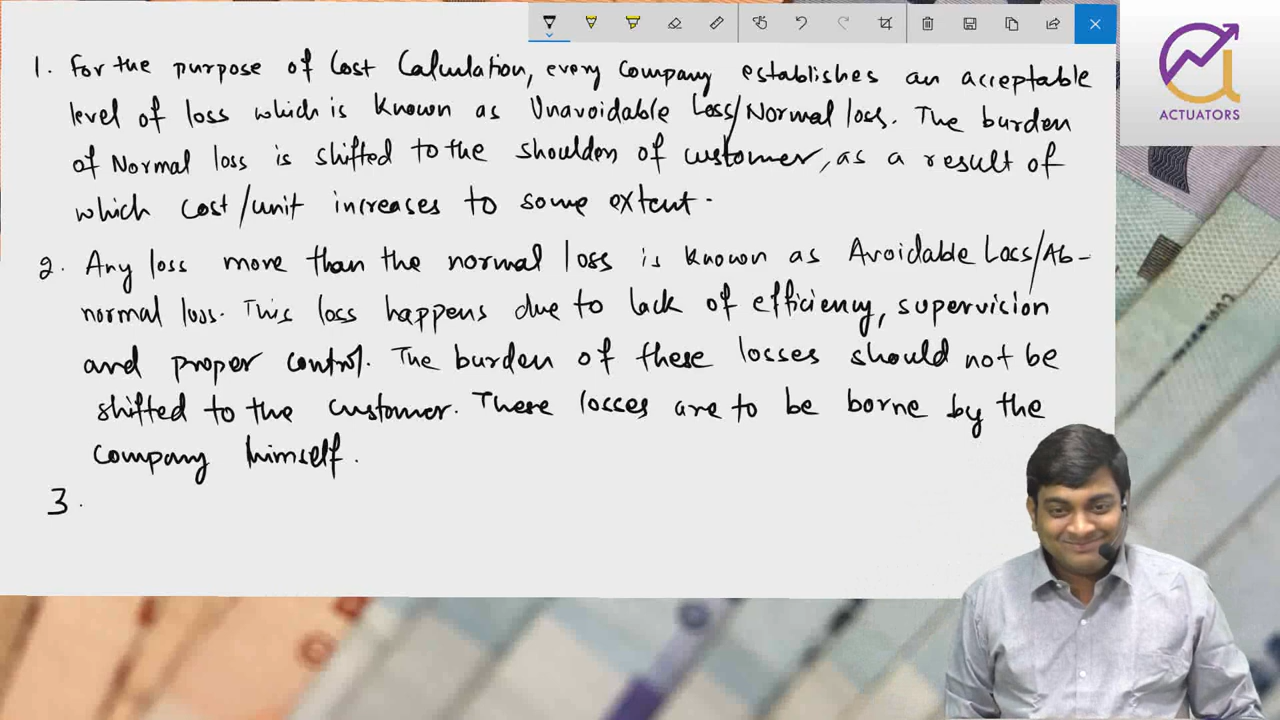 ACTUATORS
1. For the purpose of Cost Calculation, every Company establishes an acceptable
level of loss which is known as Unavoidable Loss/Normal loss. The burden
of Normal loss is shifted to the shoulder of customer, as a result of
which cost/unit increases to some extent.
2. Any loss more than the normal loss is known as Avoidable Loss/Ab-
normal loss. This loss happens due to lack of efficiency, supervision
and proper control. The burden of these losses should not be
shifted to the customer. These losses are to be borne by the
company himself.
3.